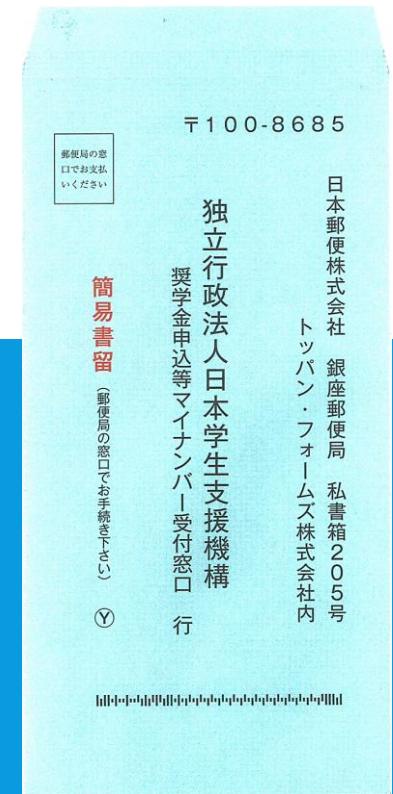 〒100-8685
郵便局の窓
口でお支払
いください
日本郵便株式会社 銀座郵便局 私書箱205号
トッパン・フォームズ株式会社内
独立行政法人日本学生支援機構
奨学金申込等マイナンバー受付窓口 行
簡易書留（郵便局の窓口でお手続き下さい） Ⓨ